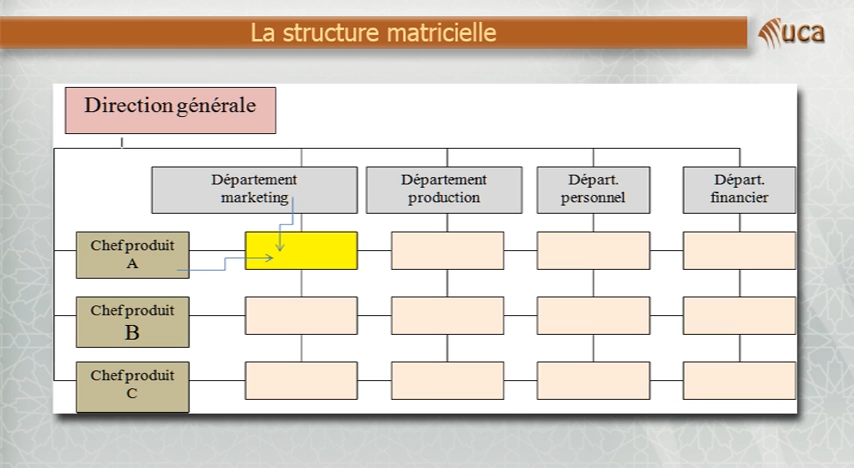 La structure matricielle
uca
Direction générale
Département
marketing
Département
production
Départ.
personnel
Départ.
financier
Chef produit
A
Chef produit
B
Chef produit
C